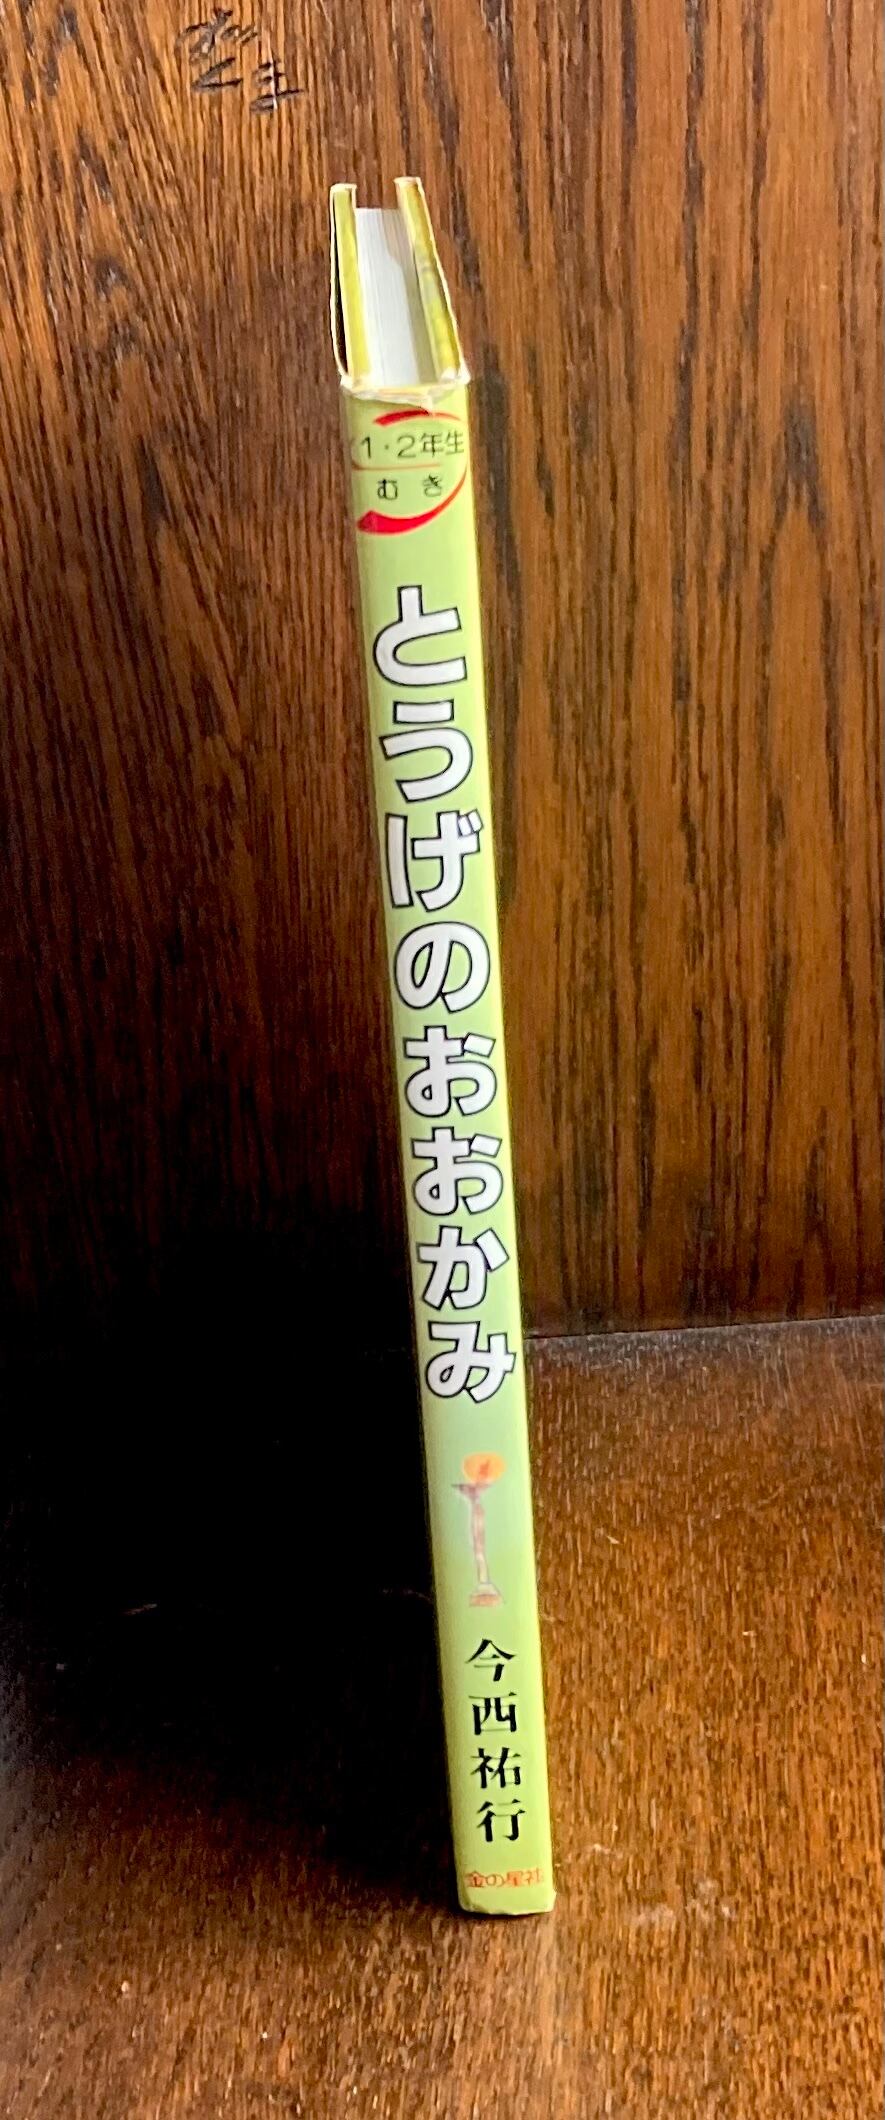 1・2年生
むき
とうげのおおかみ
今西祐行
金の星社